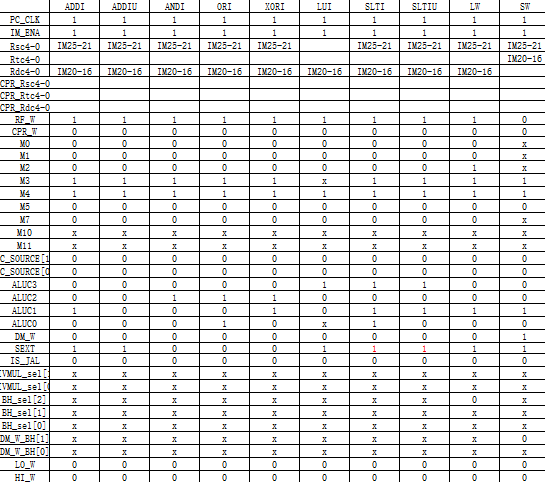 ADDI ADDIU ANDI ORI XORI LUI SLTI SLTIU LW SW
PC_CLK 1 1 1 1 1 1 1 1 1 1
IM_ENA 1 1 1 1 1 1 1 1 1 1
Rsc4-0 IM25-21 IM25-21 IM25-21 IM25-21 IM25-21 IM25-21 IM25-21 IM25-21 IM25-21
Rtc4-0 IM20-16
Rdc4-0 IM20-16 IM20-16 IM20-16 IM20-16 IM20-16 IM20-16 IM20-16 IM20-16 IM20-16
CPR_Rsc4-0
CPR_Rtc4-0
CPR_Rdc4-0
RF_W 1 1 1 1 1 1 1 1 1 0
CPR_W 0 0 0 0 0 0 0 0 0 0
M0 0 0 0 0 0 0 0 0 0 x
M1 0 0 0 0 0 0 0 0 0 x
M2 0 0 0 0 0 0 0 0 1 x
M3 1 1 1 1 1 x 1 1 1 1
M4 1 1 1 1 1 1 1 1 1 1
M5 0 0 0 0 0 0 0 0 0 0
M7 0 0 0 0 0 0 0 0 0 x
M10 x x x x x x x x x x
M11 x x x x x x x x x x
C_SOURCE[1 0 0 0 0 0 0 0 0 0 0
C_SOURCE[0 0 0 0 0 0 0 0 0 0 0
ALUC3 0 0 0 0 0 1 1 1 0 0
ALUC2 0 0 1 1 1 0 0 0 0 0
ALUC1 1 0 0 0 1 0 1 1 1 1
ALUC0 0 0 0 1 0 x 1 0 0 0
DM_W 0 0 0 0 0 0 0 0 0 1
SEXT 1 1 0 0 0 1 1 1 1 1
IS_JAL 0 0 0 0 0 0 0 0 0 0
IVMUL_sel[ x x x x x x x x x x
IVMUL_sel[ x x x x x x x x x x
BH_sel[2] x x x x x x x x 0 x
BH_sel[1] x x x x x x x x x x
BH_sel[0] x x x x x x x x x x
DM_W_BH[1] x x x x x x x x x 0
DM_W_BH[0] x x x x x x x x x x
LO_W 0 0 0 0 0 0 0 0 0 0
HI_W 0 0 0 0 0 0 0 0 0 0